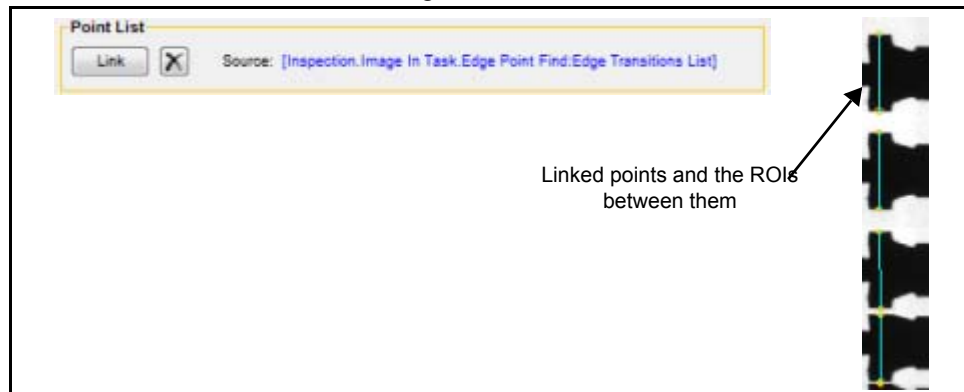 Point List
Link X Source: [Inspection.Image In Task.Edge Point Find:Edge Transitions List]
Linked points and the ROIs
between them